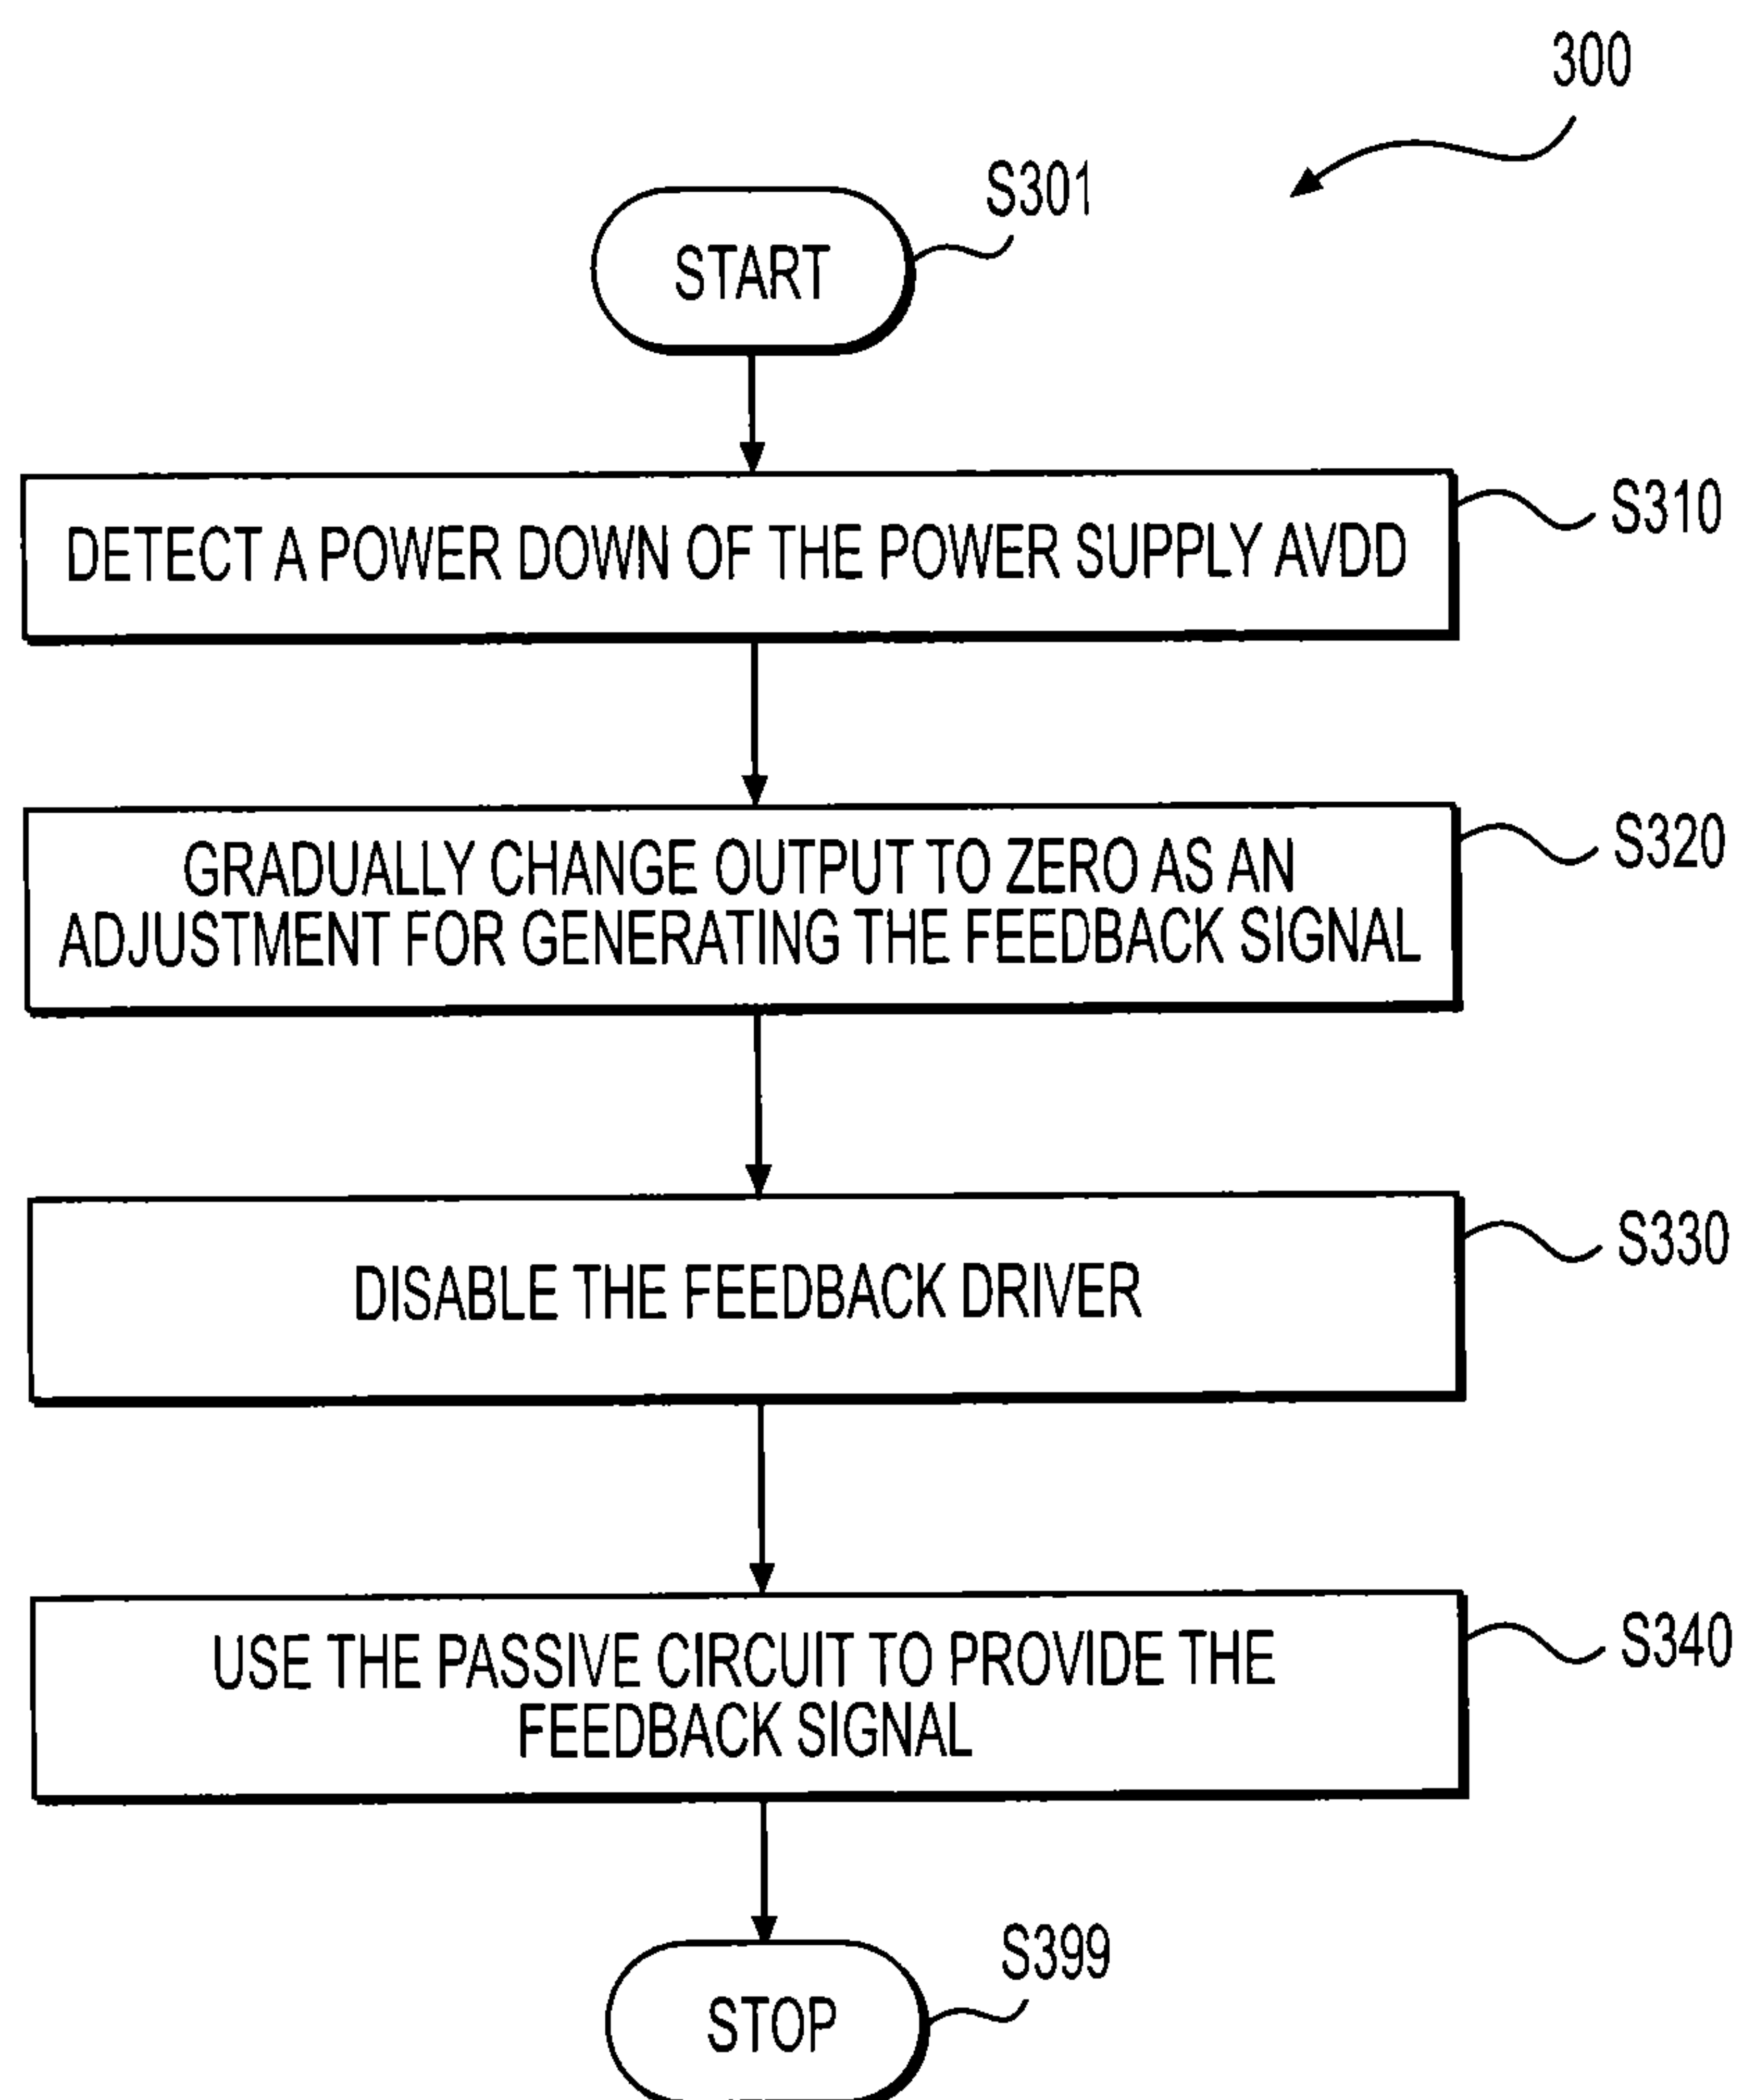 300
S301
START
S310
DETECT A POWER DOWN OF THE POWER SUPPLY AVDD
S320
GRADUALLY CHANGE OUTPUT TO ZERO AS AN
ADJUSTMENT FOR GENERATING THE FEEDBACK SIGNAL
S330
DISABLE THE FEEDBACK DRIVER
S340
USE THE PASSIVE CIRCUIT TO PROVIDE THE
FEEDBACK SIGNAL
S399
STOP